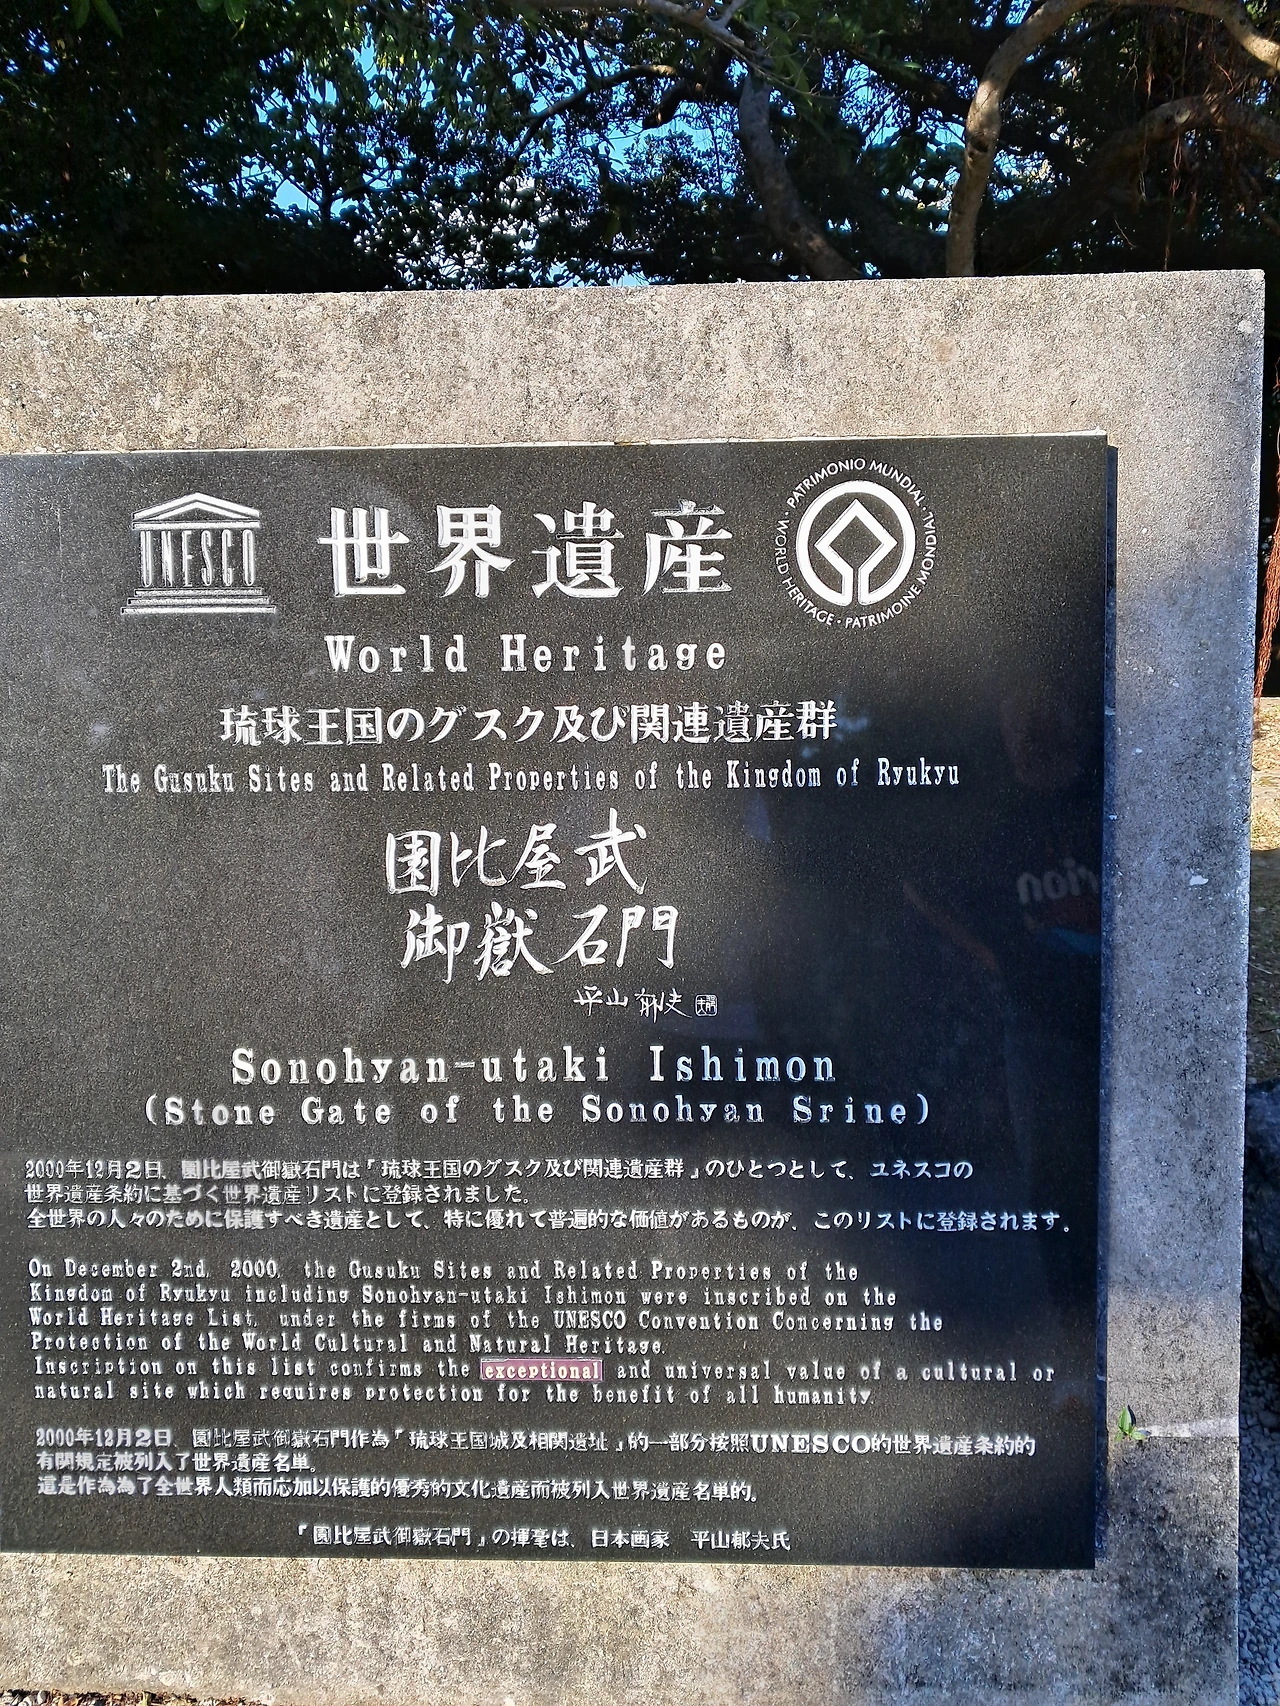 UNESCO
世界遺産
PATRIMONIO MUNDIAL · WORLD HERITAGE · PATRIMOINE MONDIAL ·
World Heritage
琉球王国のグスク及び関連遺産群
The Gusuku Sites and Related Properties of the Kingdom of Ryukyu
園比屋武
御嶽石門
平山郁夫
Sonohyan-utaki Ishimon
(Stone Gate of the Sonohyan Srine)
2000年12月2日、園比屋武御嶽石門は「琉球王国のグスク及び関連遺産群」のひとつとして、ユネスコの
世界遺産条約に基づく世界遺産リストに登録されました。
全世界の人々のために保護すべき遺産として、特に優れて普遍的な価値があるものが、このリストに登録されます。
On December 2nd, 2000, the Gusuku Sites and Related Properties of the
Kingdom of Ryukyu including Sonohyan-utaki Ishimon were inscribed on the
World Heritage List, under the firms of the UNESCO Convention Concerning the
Protection of the World Cultural and Natural Heritage.
Inscription on this list confirms the exceptional and universal value of a cultural or
natural site which requires protection for the benefit of all humanity.
2000年12月2日、園比屋武御嶽石門作為「琉球王国城及相関遺址」的一部分按照UNESCO的世界遺産条約的
有関規定被列入了世界遺産名単。
這是作為為了全世界人類而応加以保護的優秀的文化遺産而被列入世界遺産名単的。
「園比屋武御嶽石門」の揮毫は、日本画家 平山郁夫氏